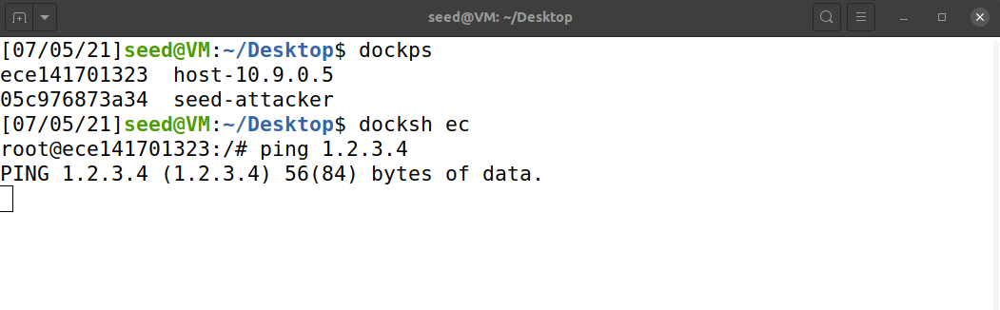 seed@VM: ~/Desktop
[07/05/21]seed@VM:~/Desktop$ dockps
ece141701323  host-10.9.0.5
05c976873a34  seed-attacker
[07/05/21]seed@VM:~/Desktop$ docksh ec
root@ece141701323:/# ping 1.2.3.4
PING 1.2.3.4 (1.2.3.4) 56(84) bytes of data.